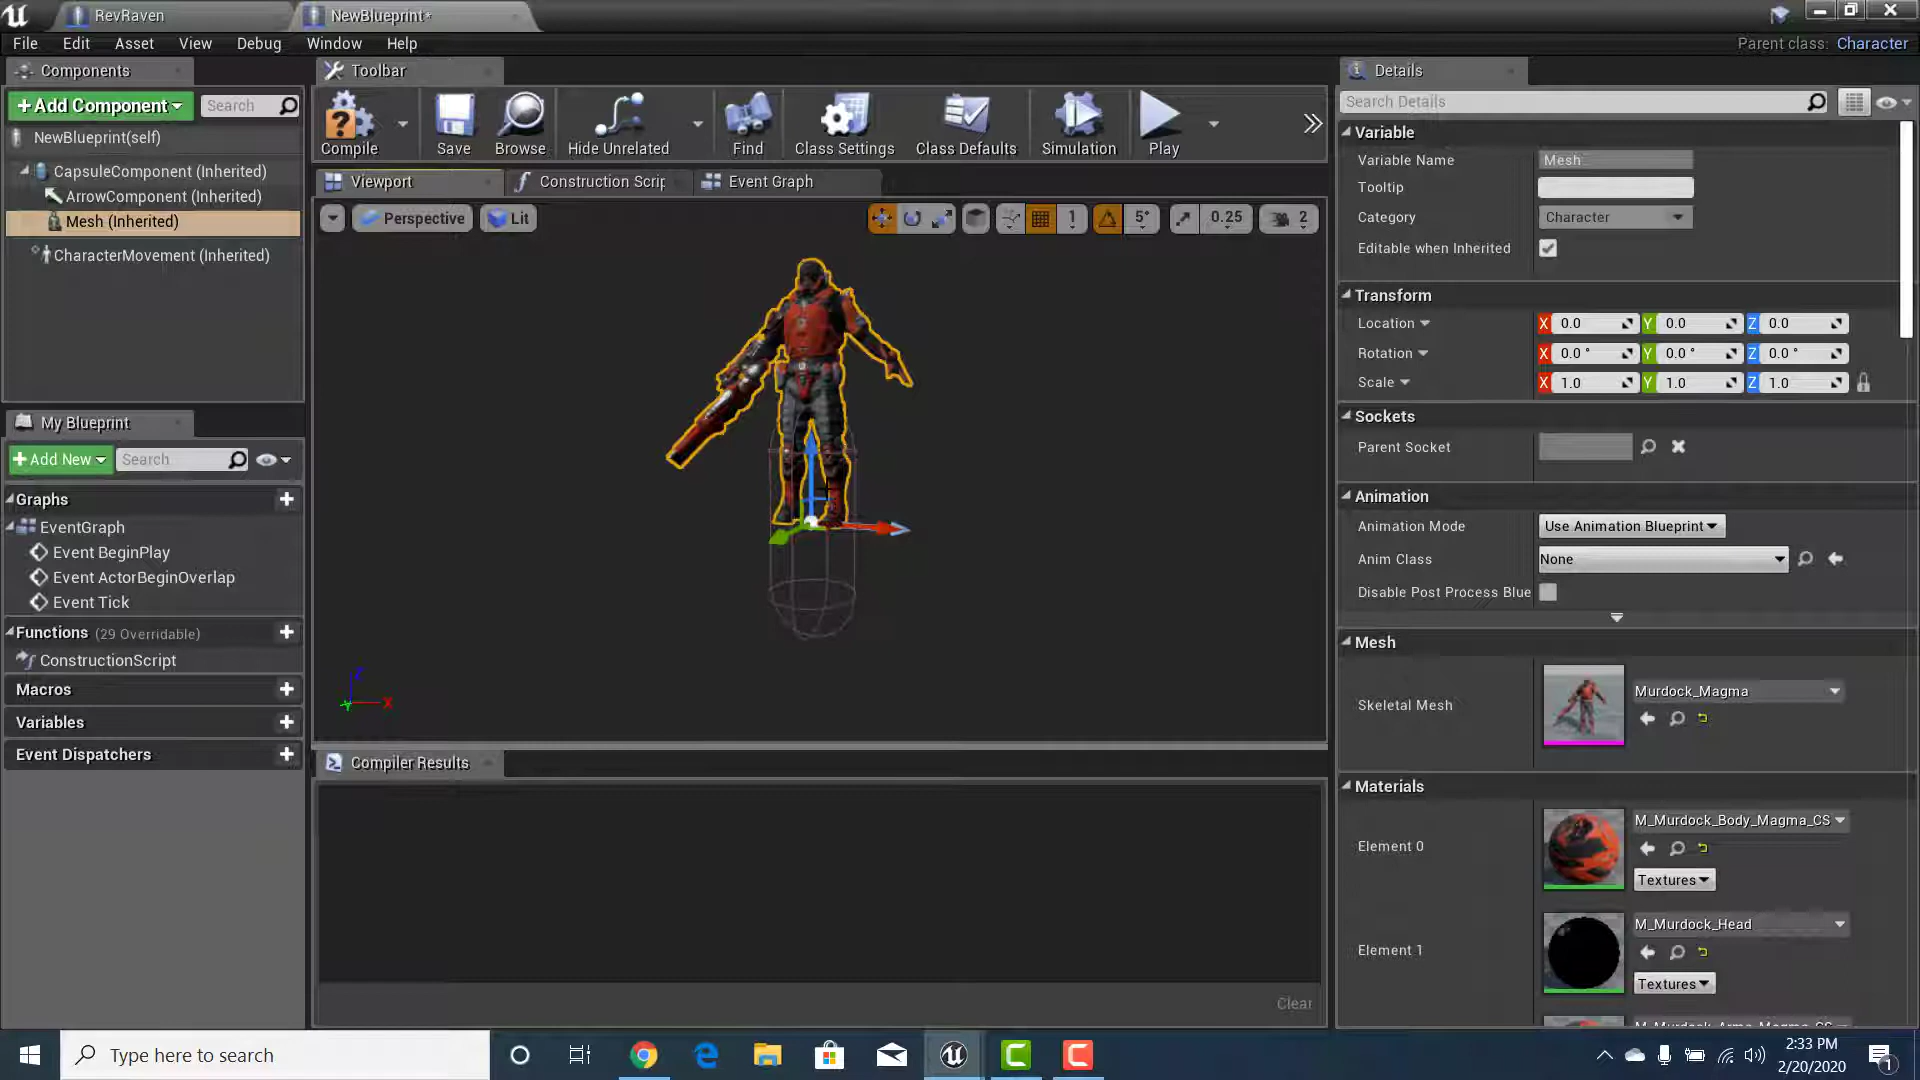 RevRaven
NewBlueprint*
File Edit Asset View Debug Window Help
Parent class: Character
Components
+Add Component
Search
NewBlueprint(self)
CapsuleComponent (Inherited)
ArrowComponent (Inherited)
Mesh (Inherited)
CharacterMovement (Inherited)
My Blueprint
+Add New
Search
Graphs
EventGraph
Event BeginPlay
Event ActorBeginOverlap
Event Tick
Functions (29 Overridable)
ConstructionScript
Macros
Variables
Event Dispatchers
Toolbar
Compile
Save
Browse
Hide Unrelated
Find
Class Settings
Class Defaults
Simulation
Play
Viewport
Construction Scrip
Event Graph
Perspective
Lit
1
5°
0.25
2
Z
X
Compiler Results
Clear
Details
Search Details
Variable
Variable Name Mesh
Tooltip
Category Character
Editable when Inherited
Transform
Location X 0.0 Y 0.0 Z 0.0
Rotation X 0.0 ° Y 0.0 ° Z 0.0 °
Scale X 1.0 Y 1.0 Z 1.0
Sockets
Parent Socket
Animation
Animation Mode Use Animation Blueprint
Anim Class None
Disable Post Process Blue
Mesh
Skeletal Mesh Murdock_Magma
Materials
Element 0 M_Murdock_Body_Magma_CS
Textures
Element 1 M_Murdock_Head
Textures
Type here to search
2:33 PM
2/20/2020
1